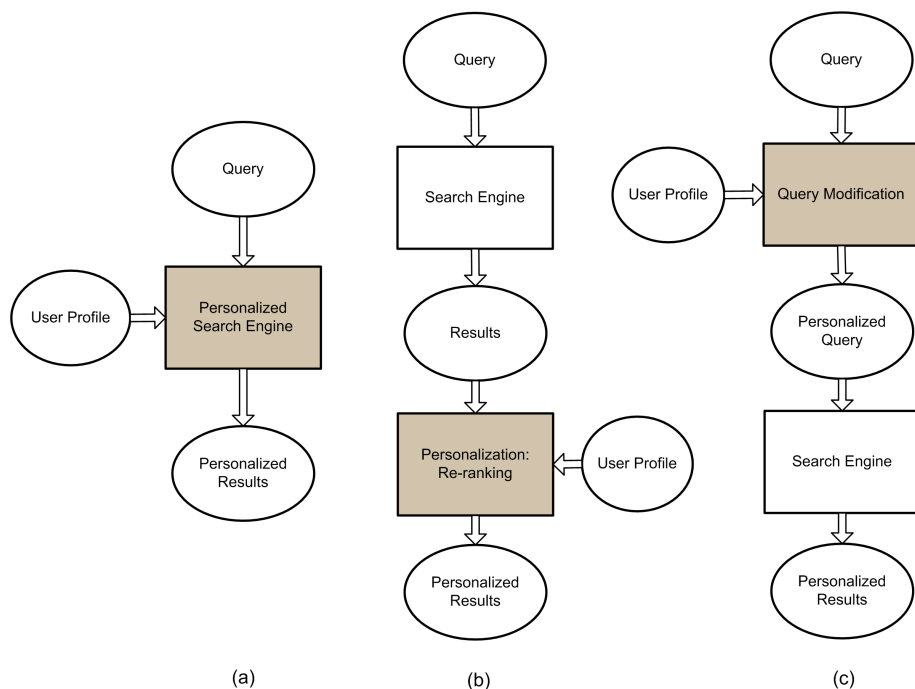 Query
User Profile
Personalized
Search Engine
Personalized
Results
(a)
Query
Search Engine
Results
Personalization:
Re-ranking
User Profile
Personalized
Results
(b)
Query
User Profile
Query Modification
Personalized
Query
Search Engine
Personalized
Results
(c)